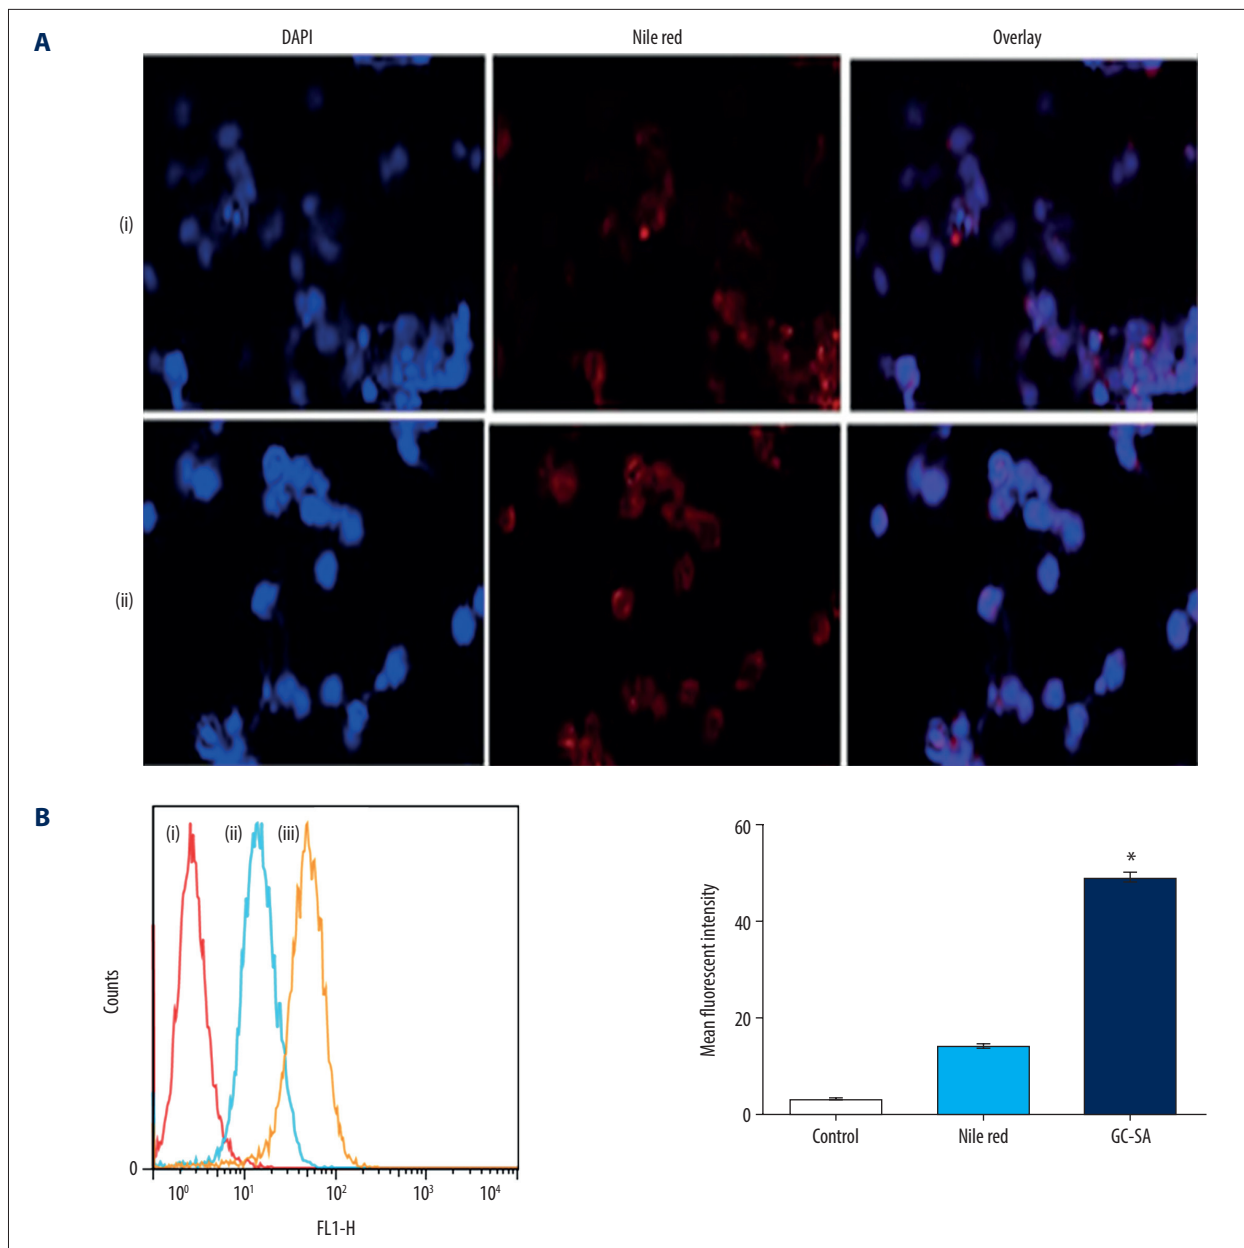 A
DAPI
Nile red
Overlay
(i)
(ii)
B
(i)
(ii)
(iii)
Counts
0
10⁰
10¹
10²
10³
10⁴
FL1-H
Mean fluorescent intensity
60
40
20
0
*
Control
Nile red
GC-SA